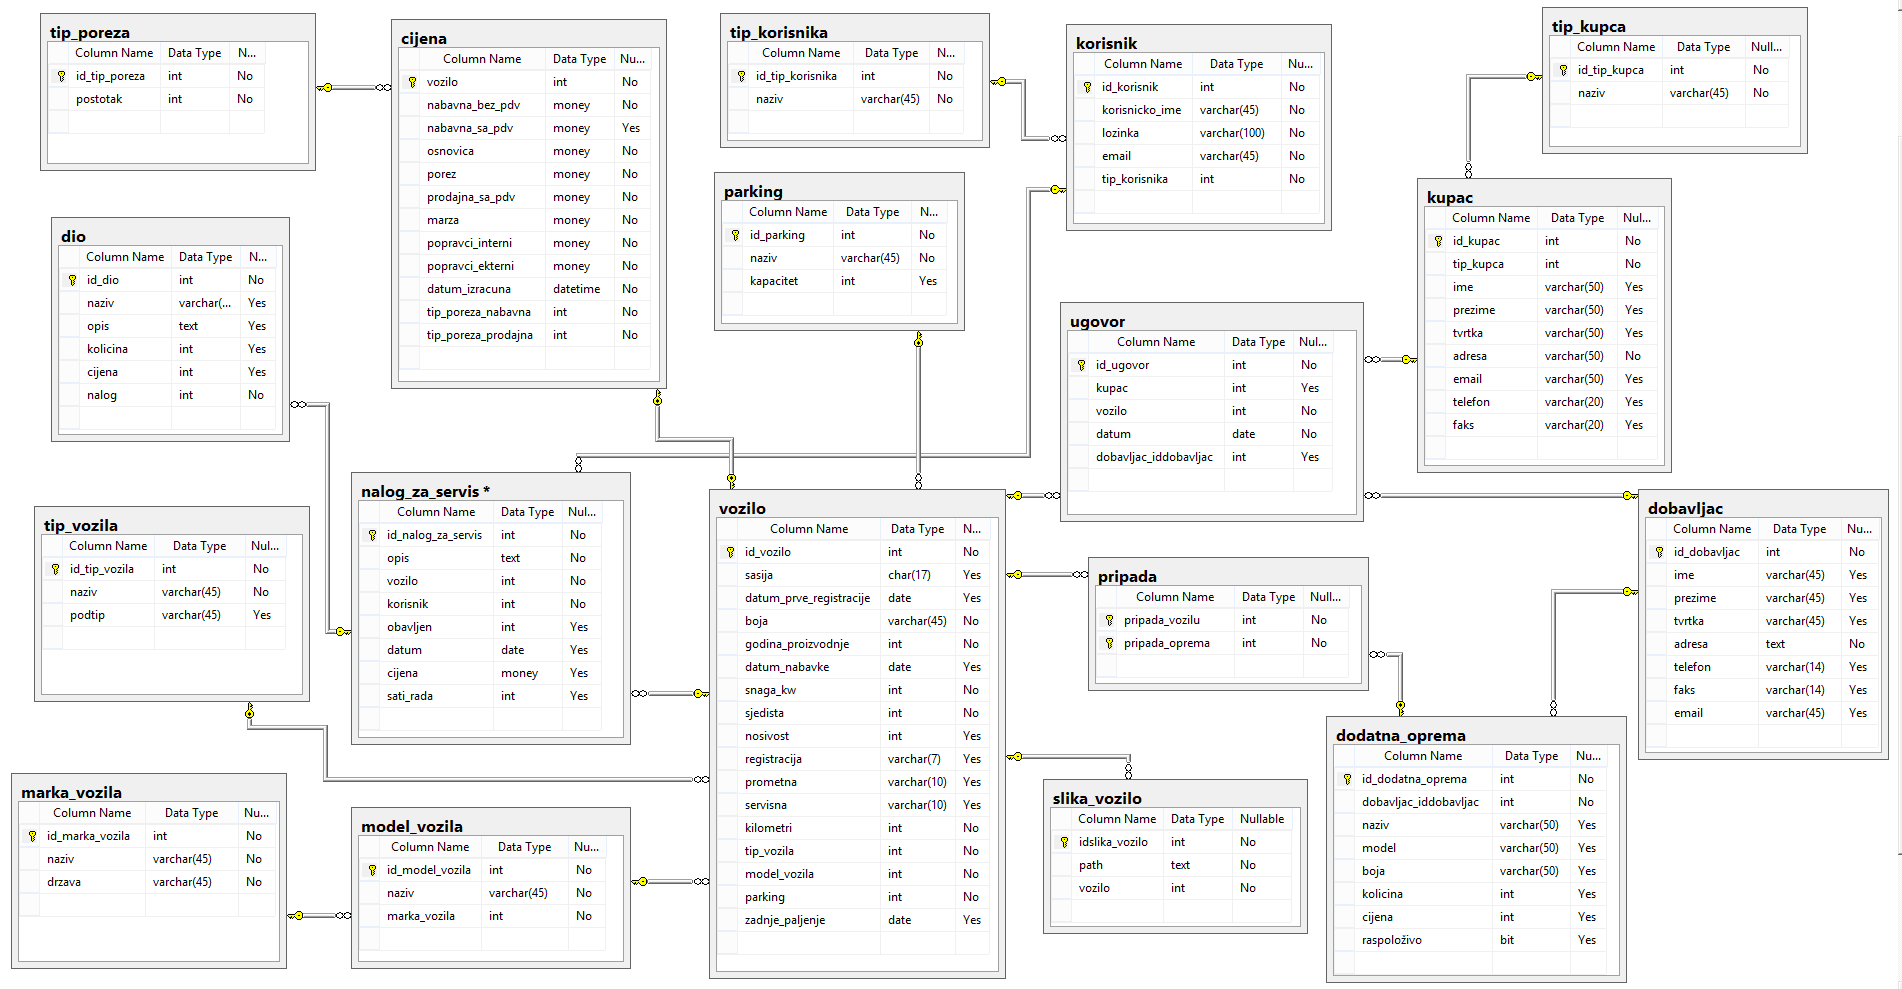 tip_poreza
Column Name Data Type N...
id_tip_poreza int No
postotak int No
cijena
Column Name Data Type Nu...
vozilo int No
nabavna_bez_pdv money No
nabavna_sa_pdv money Yes
osnovica money No
porez money No
prodajna_sa_pdv money No
marza money No
popravci_interni money No
popravci_ekterni money No
datum_izracuna datetime No
tip_poreza_nabavna int No
tip_poreza_prodajna int No
tip_korisnika
Column Name Data Type N...
id_tip_korisnika int No
naziv varchar(45) No
korisnik
Column Name Data Type Nu...
id_korisnik int No
korisnicko_ime varchar(45) No
lozinka varchar(100) No
email varchar(45) No
tip_korisnika int No
tip_kupca
Column Name Data Type Null...
id_tip_kupca int No
naziv varchar(45) No
parking
Column Name Data Type N...
id_parking int No
naziv varchar(45) No
kapacitet int Yes
kupac
Column Name Data Type Nul...
id_kupac int No
tip_kupca int No
ime varchar(50) Yes
prezime varchar(50) Yes
tvrtka varchar(50) Yes
adresa varchar(50) No
email varchar(50) Yes
telefon varchar(20) Yes
faks varchar(20) Yes
dio
Column Name Data Type N...
id_dio int No
naziv varchar(... Yes
opis text Yes
kolicina int Yes
cijena int Yes
nalog int No
ugovor
Column Name Data Type Nul...
id_ugovor int No
kupac int Yes
vozilo int No
datum date No
dobavljac_iddobavljac int Yes
nalog_za_servis *
Column Name Data Type Nul...
id_nalog_za_servis int No
opis text No
vozilo int No
korisnik int No
obavljen int Yes
datum date Yes
cijena money Yes
sati_rada int Yes
tip_vozila
Column Name Data Type Nul...
id_tip_vozila int No
naziv varchar(45) No
podtip varchar(45) Yes
vozilo
Column Name Data Type N...
id_vozilo int No
sasija char(17) Yes
datum_prve_registracije date Yes
boja varchar(45) No
godina_proizvodnje int No
datum_nabavke date Yes
snaga_kw int No
sjedista int No
nosivost int Yes
registracija varchar(7) Yes
prometna varchar(10) Yes
servisna varchar(10) Yes
kilometri int No
tip_vozila int No
model_vozila int No
parking int No
zadnje_paljenje date Yes
dobavljac
Column Name Data Type Nu...
id_dobavljac int No
ime varchar(45) Yes
prezime varchar(45) Yes
tvrtka varchar(45) Yes
adresa text No
telefon varchar(14) Yes
faks varchar(14) Yes
email varchar(45) Yes
pripada
Column Name Data Type Null...
pripada_vozilu int No
pripada_oprema int No
dodatna_oprema
Column Name Data Type Nu...
id_dodatna_oprema int No
dobavljac_iddobavljac int No
naziv varchar(50) Yes
model varchar(50) Yes
boja varchar(50) Yes
kolicina int Yes
cijena int Yes
raspoloživo bit Yes
slika_vozilo
Column Name Data Type Nullable
idslika_vozilo int No
path text No
vozilo int No
marka_vozila
Column Name Data Type Nu...
id_marka_vozila int No
naziv varchar(45) No
drzava varchar(45) No
model_vozila
Column Name Data Type Nu...
id_model_vozila int No
naziv varchar(45) No
marka_vozila int No